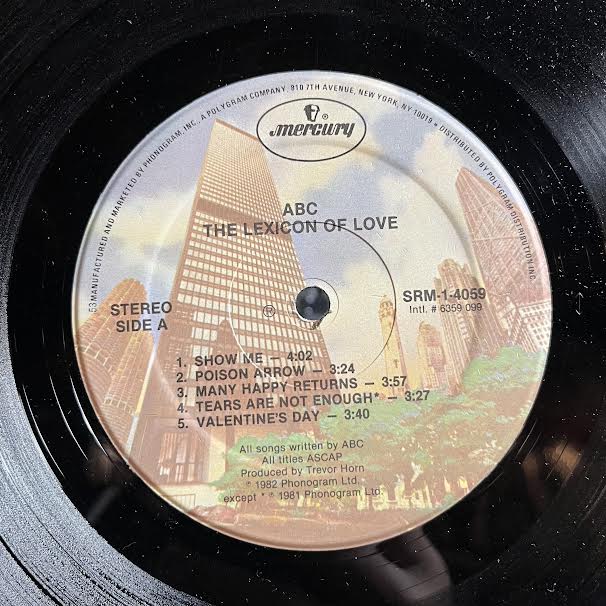 53MANUFACTURED AND MARKETED BY PHONOGRAM, INC., A POLYGRAM COMPANY, 810 7TH AVENUE, NEW YORK, NY 10019 • DISTRIBUTED BY POLYGRAM DISTRIBUTION INC.
mercury®
ABC
THE LEXICON OF LOVE
STEREO
SIDE A
℗
SRM-1-4059
Intl. # 6359 099
1. SHOW ME – 4:02
2. POISON ARROW – 3:24
3. MANY HAPPY RETURNS – 3:57
4. TEARS ARE NOT ENOUGH* – 3:27
5. VALENTINE'S DAY – 3:40
All songs written by ABC
All titles ASCAP
Produced by Trevor Horn
℗ 1982 Phonogram Ltd.
except * ℗ 1981 Phonogram Ltd.